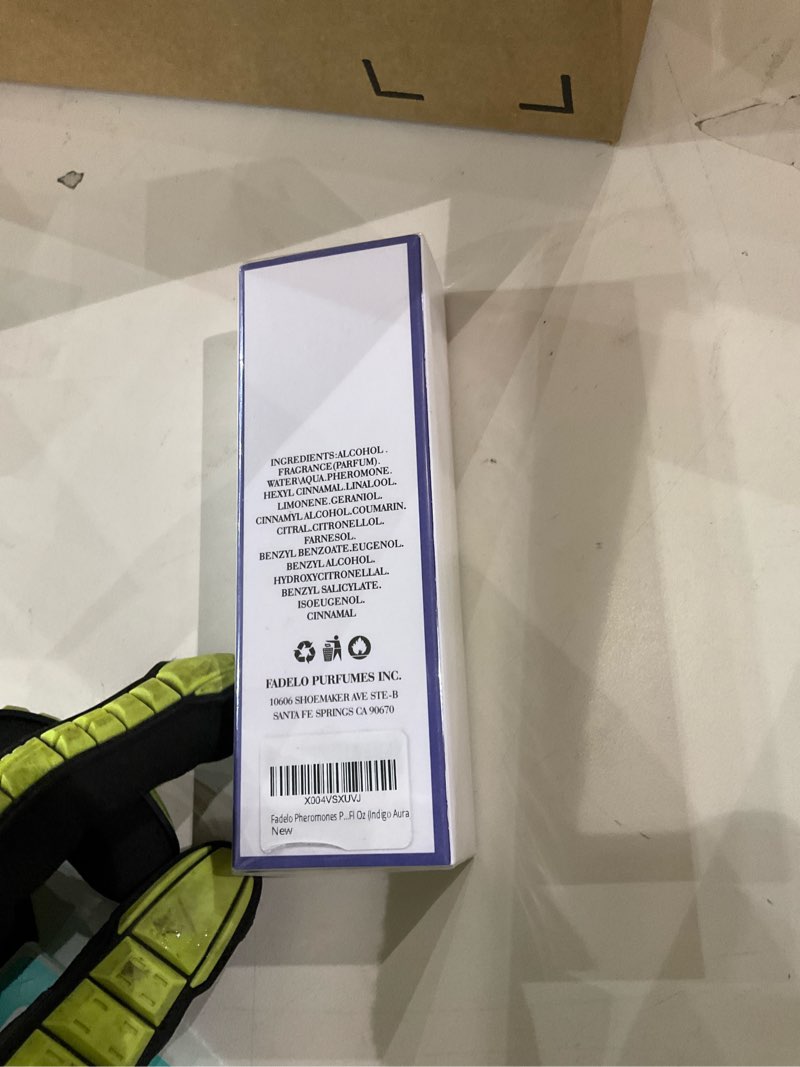 INGREDIENTS:ALCOHOL.
FRAGRANCE(PARFUM).
WATER\AQUA.PHEROMONE.
HEXYL CINNAMAL.LINALOOL.
LIMONENE.GERANIOL.
CINNAMYL ALCOHOL.COUMARIN.
CITRAL.CITRONELLOL.
FARNESOL.
BENZYL BENZOATE.EUGENOL.
BENZYL ALCOHOL.
HYDROXYCITRONELLAL.
BENZYL SALICYLATE.
ISOEUGENOL.
CINNAMAL
FADELO PURFUMES INC.
10606 SHOEMAKER AVE STE-B
SANTA FE SPRINGS CA 90670
X004VSXUVJ
Fadelo Pheromones P...Fl Oz (Indigo Aura
New